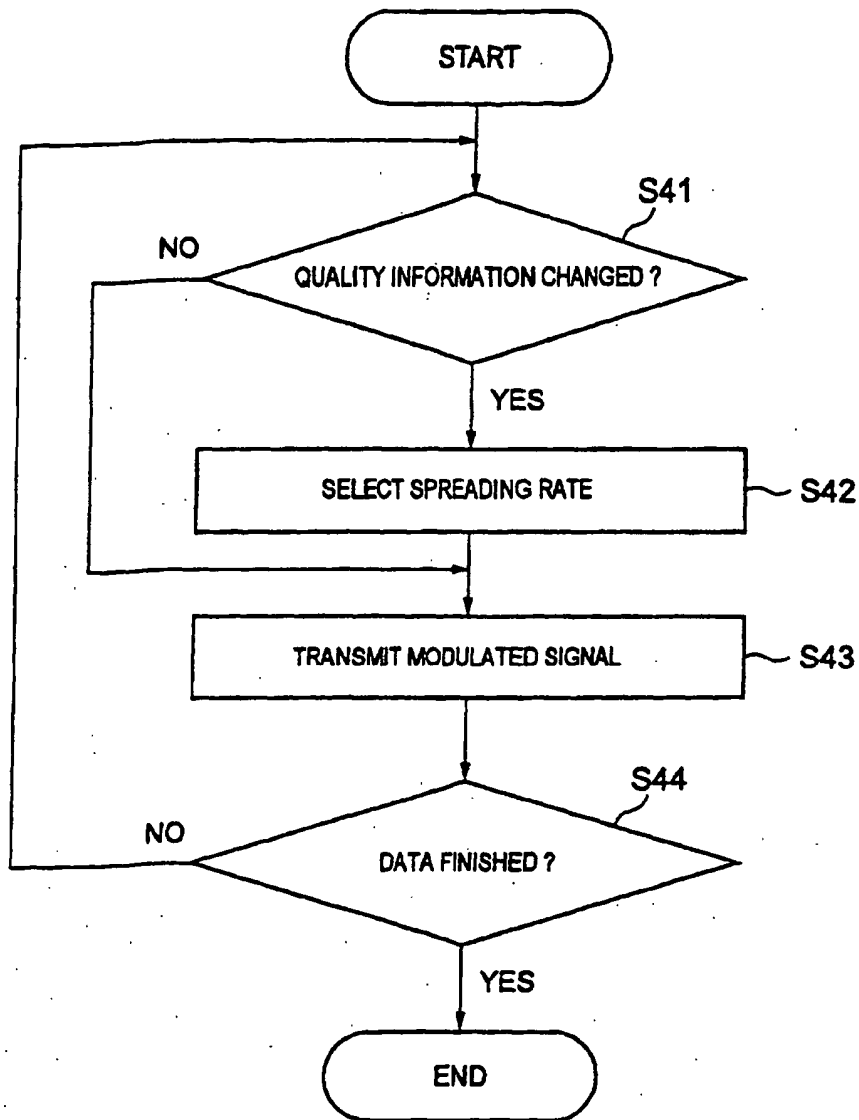 START
S41
NO
QUALITY INFORMATION CHANGED ?
YES
SELECT SPREADING RATE
S42
TRANSMIT MODULATED SIGNAL
S43
S44
NO
DATA FINISHED ?
YES
END